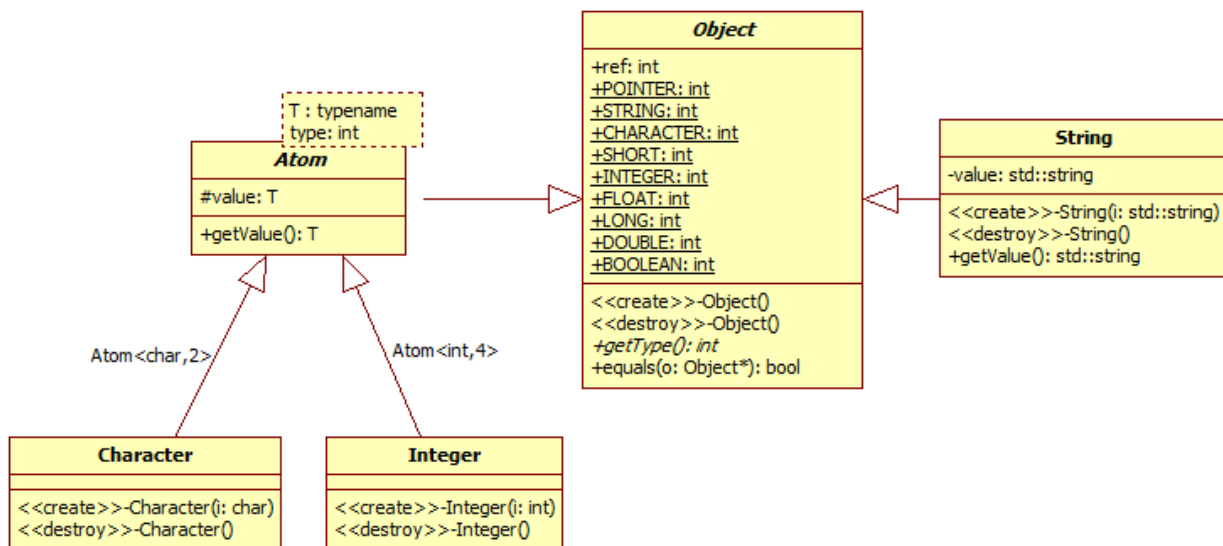 Object
+ref: int
+POINTER: int
+STRING: int
+CHARACTER: int
+SHORT: int
+INTEGER: int
+FLOAT: int
+LONG: int
+DOUBLE: int
+BOOLEAN: int
<<create>>-Object()
<<destroy>>-Object()
+getType(): int
+equals(o: Object*): bool
T : typename
type: int
Atom
#value: T
+getValue(): T
String
-value: std::string
<<create>>-String(i: std::string)
<<destroy>>-String()
+getValue(): std::string
Atom<char,2>
Atom<int,4>
Character
<<create>>-Character(i: char)
<<destroy>>-Character()
Integer
<<create>>-Integer(i: int)
<<destroy>>-Integer()